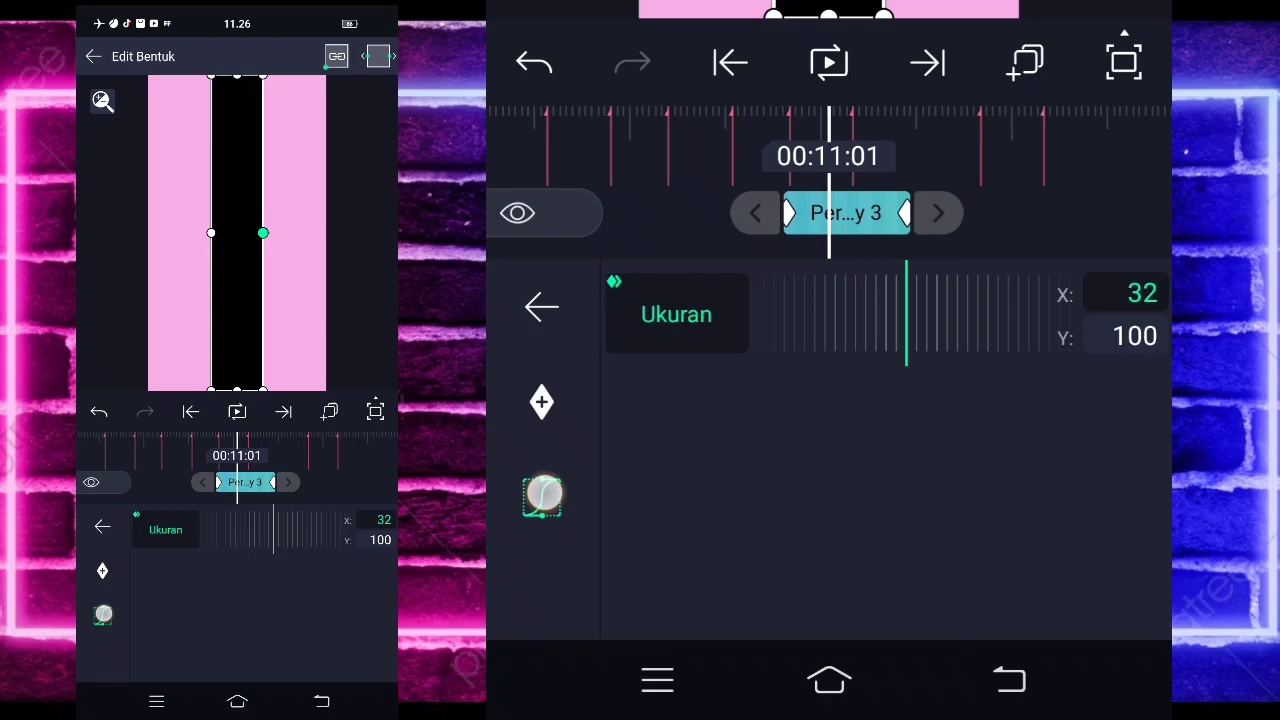 11.26
Edit Bentuk
00:11:01
Per...y 3
Ukuran
X: 32
Y: 100
00:11:01
Per...y 3
Ukuran
X: 32
Y: 100